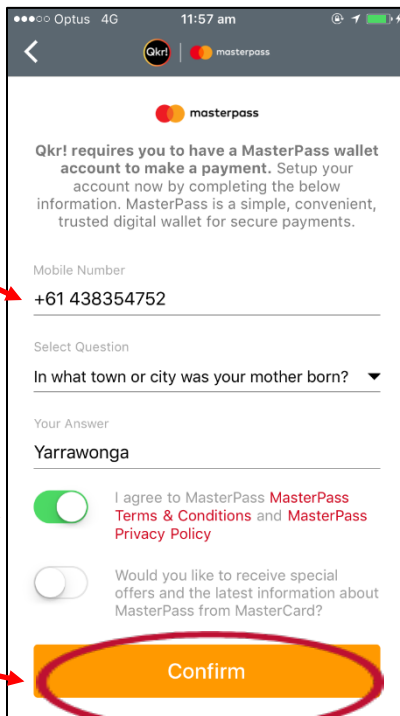 Optus 4G 11:57 am
Qkr! masterpass
masterpass
Qkr! requires you to have a MasterPass wallet
account to make a payment. Setup your
account now by completing the below
information. MasterPass is a simple, convenient,
trusted digital wallet for secure payments.
Mobile Number
+61 438354752
Select Question
In what town or city was your mother born?
Your Answer
Yarrawonga
I agree to MasterPass MasterPass
Terms & Conditions and MasterPass
Privacy Policy
Would you like to receive special
offers and the latest information about
MasterPass from MasterCard?
Confirm